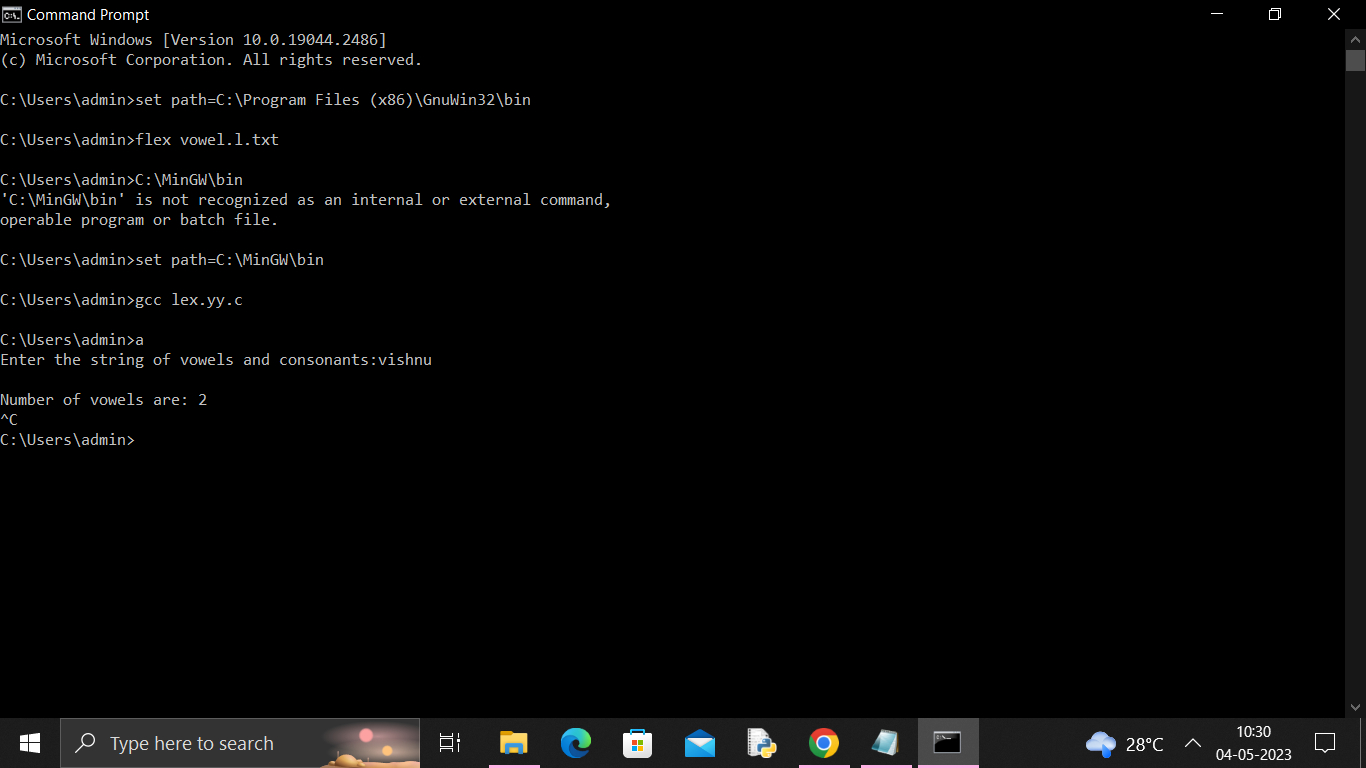 Command Prompt
Microsoft Windows [Version 10.0.19044.2486]
(c) Microsoft Corporation. All rights reserved.
C:\Users\admin>set path=C:\Program Files (x86)\GnuWin32\bin
C:\Users\admin>flex vowel.l.txt
C:\Users\admin>C:\MinGW\bin
'C:\MinGW\bin' is not recognized as an internal or external command,
operable program or batch file.
C:\Users\admin>set path=C:\MinGW\bin
C:\Users\admin>gcc lex.yy.c
C:\Users\admin>a
Enter the string of vowels and consonants:vishnu
Number of vowels are: 2
^C
C:\Users\admin>
Type here to search
28°C
10:30
04-05-2023